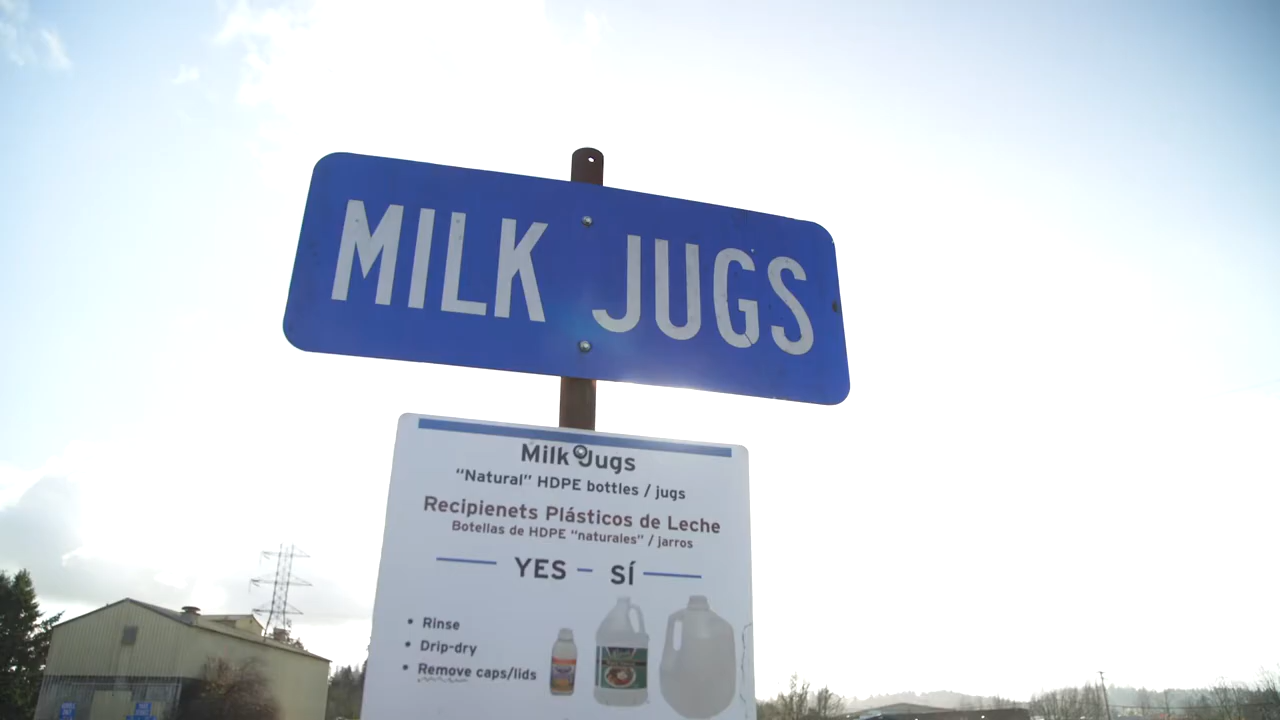 MILK JUGS
Milk Jugs
“Natural” HDPE bottles / jugs
Recipienets Plásticos de Leche
Botellas de HDPE “naturales” / jarros
YES – SÍ
• Rinse
• Drip-dry
• Remove caps/lids